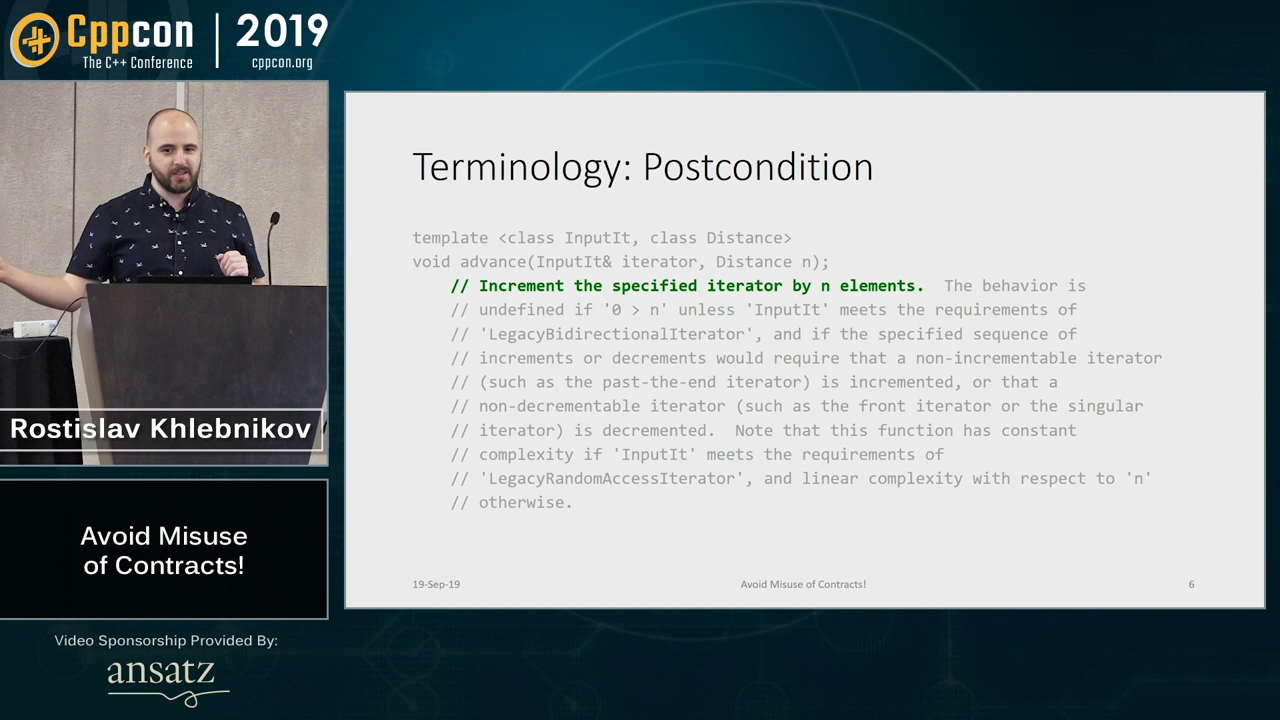 Cppcon | 2019
The C++ Conference cppcon.org
Rostislav Khlebnikov
Avoid Misuse
of Contracts!
Video Sponsorship Provided By:
ansatz
Terminology: Postcondition
template <class InputIt, class Distance>
void advance(InputIt& iterator, Distance n);
// Increment the specified iterator by n elements.  The behavior is
// undefined if '0 > n' unless 'InputIt' meets the requirements of
// 'LegacyBidirectionalIterator', and if the specified sequence of
// increments or decrements would require that a non-incrementable iterator
// (such as the past-the-end iterator) is incremented, or that a
// non-decrementable iterator (such as the front iterator or the singular
// iterator) is decremented.  Note that this function has constant
// complexity if 'InputIt' meets the requirements of
// 'LegacyRandomAccessIterator', and linear complexity with respect to 'n'
// otherwise.
19-Sep-19 Avoid Misuse of Contracts! 6